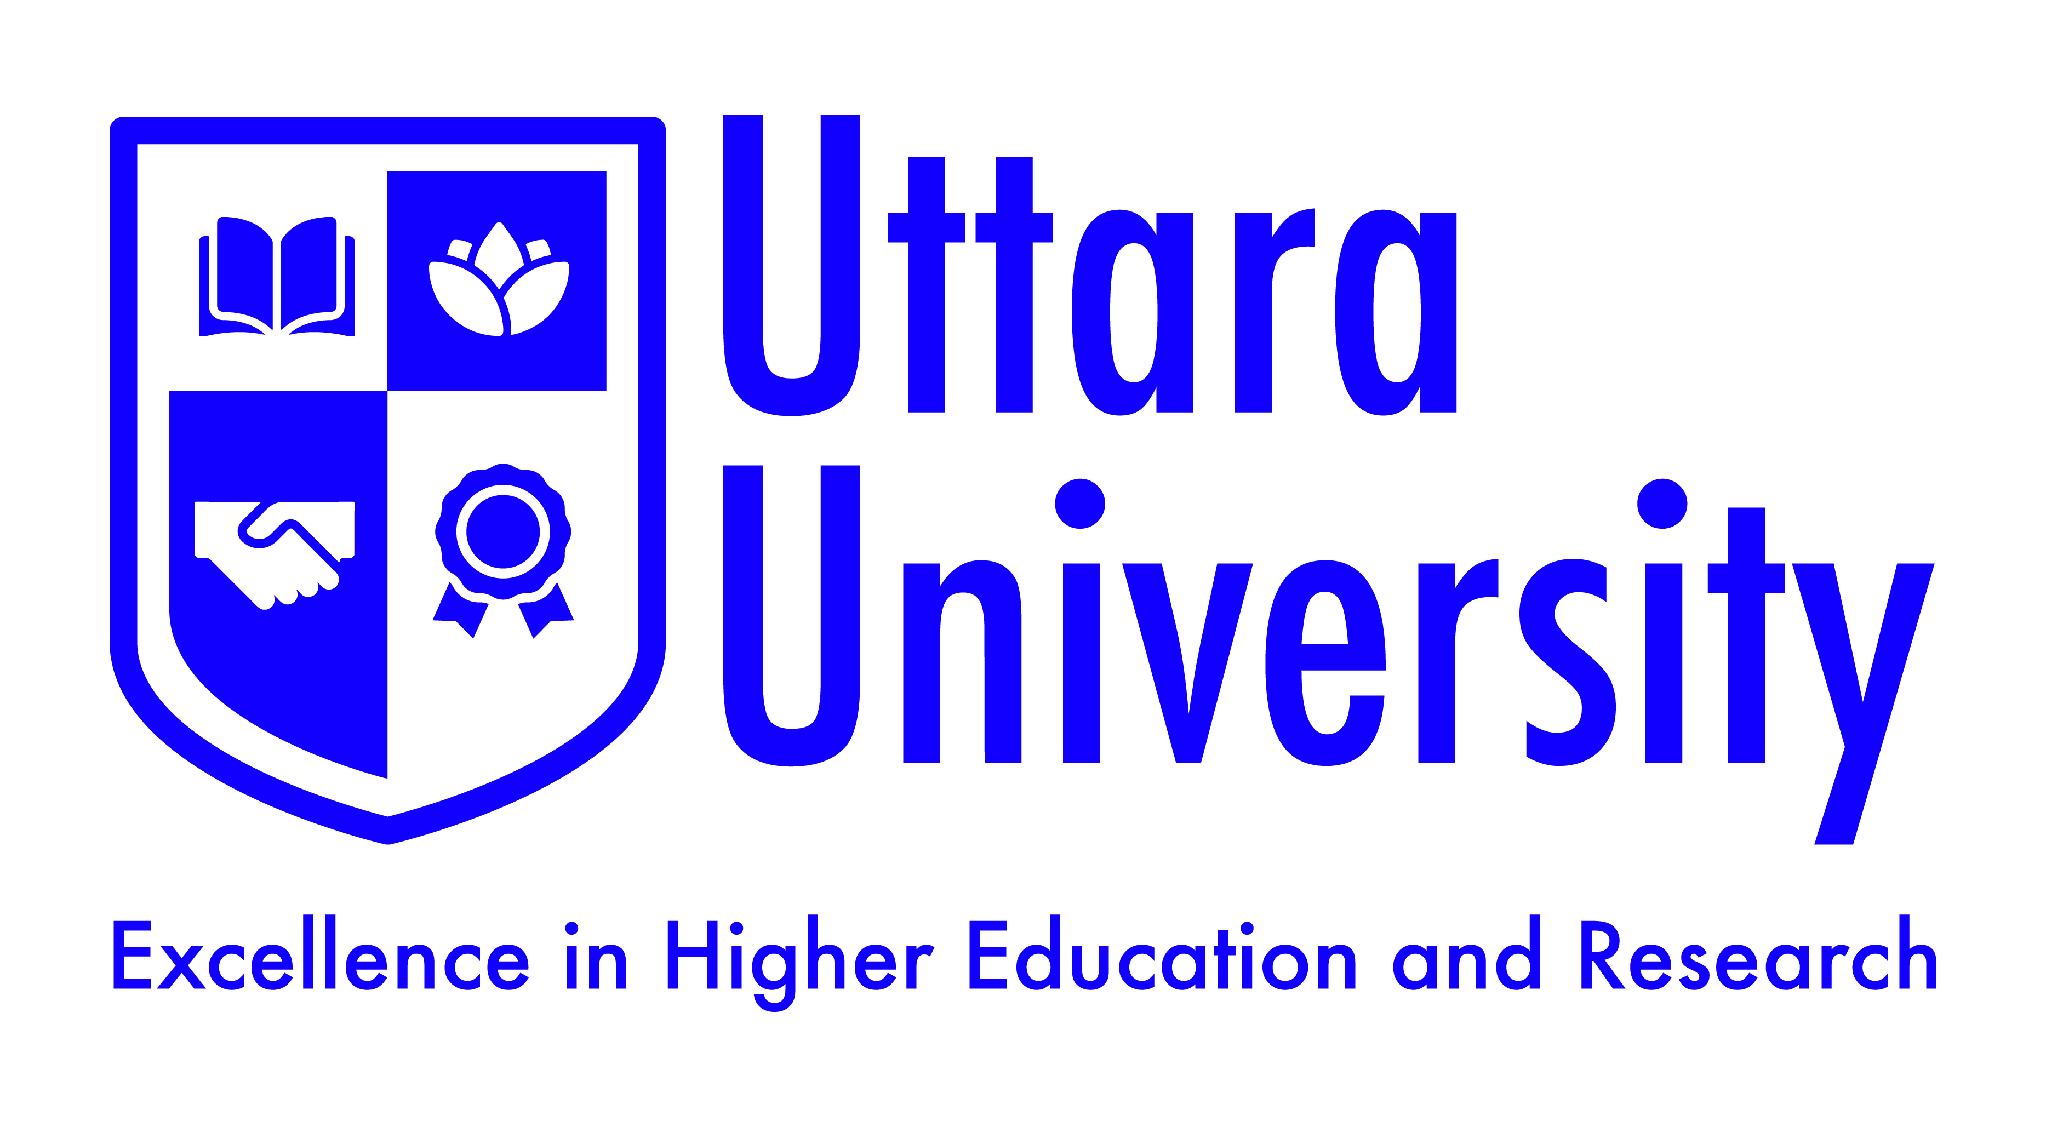 Uttara
University
Excellence in Higher Education and Research